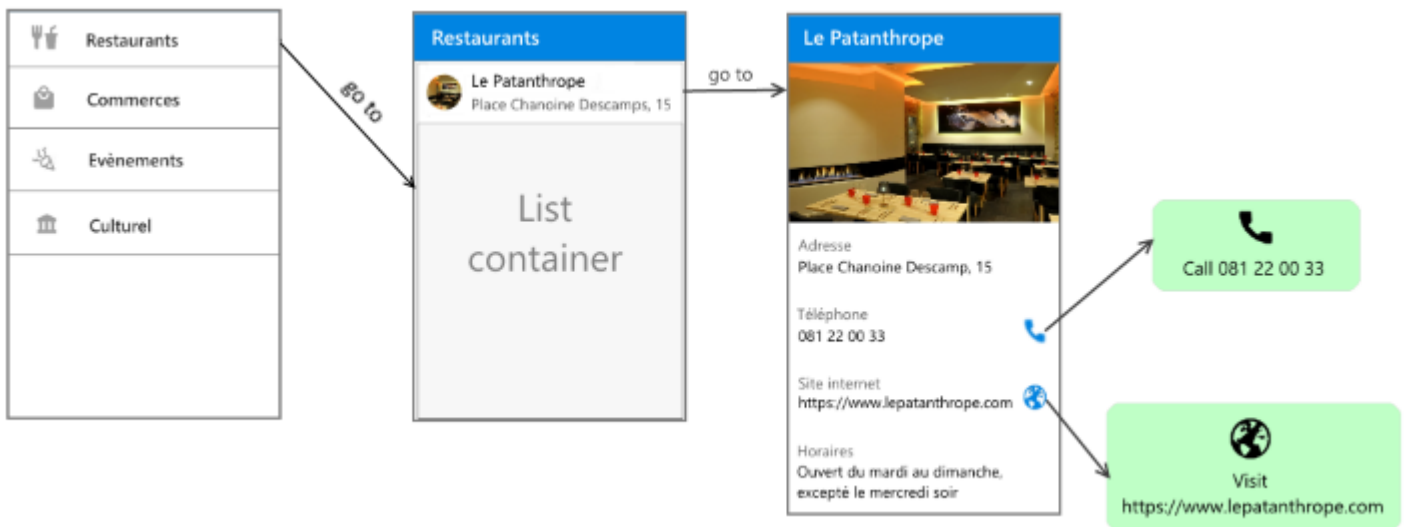 Restaurants
Commerces
Evènements
Culturel
go to
Restaurants
Le Patanthrope
Place Chanoine Descamps, 15
List
container
go to
Le Patanthrope
Adresse
Place Chanoine Descamp, 15
Téléphone
081 22 00 33
Site internet
https://www.lepatanthrope.com
Horaires
Ouvert du mardi au dimanche,
excepté le mercredi soir
Call 081 22 00 33
Visit
https://www.lepatanthrope.com